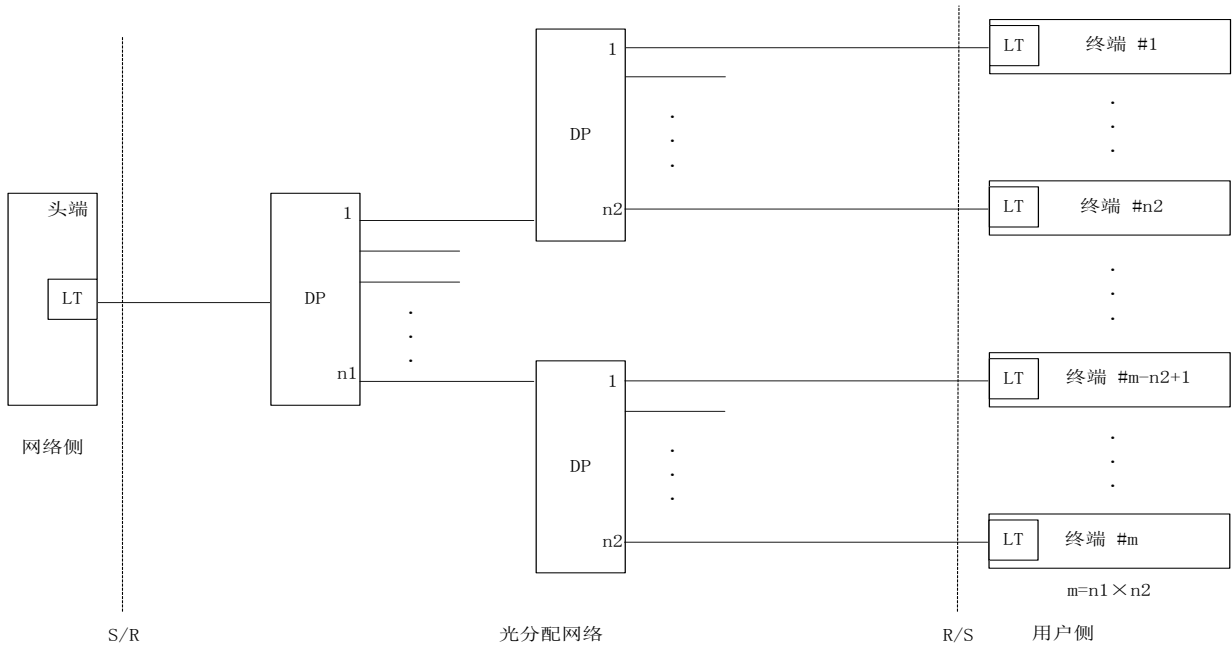 1
LT
终端 #1
DP
n2
LT
终端 #n2
头端
LT
1
DP
n1
1
LT
终端 #m-n2+1
网络侧
DP
n2
LT
终端 #m
m=n1×n2
S/R
光分配网络
R/S
用户侧